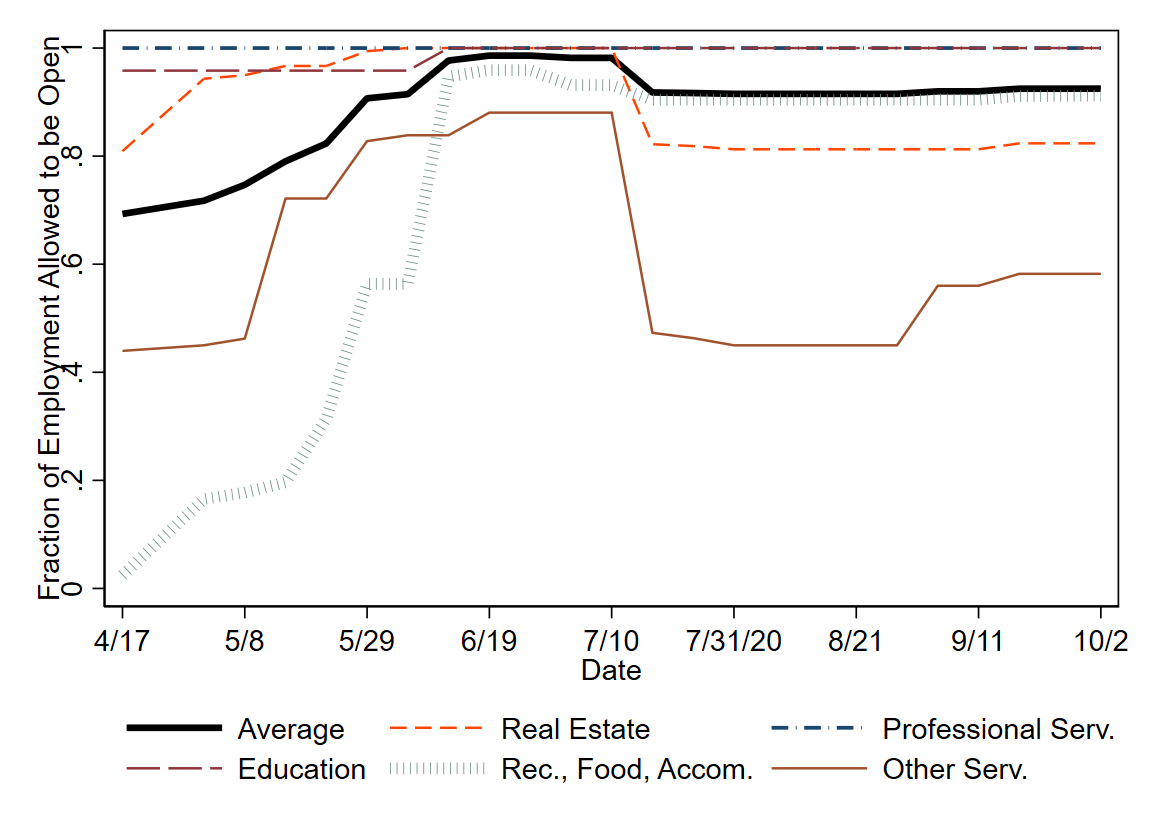 Fraction of Employment Allowed to be Open
1
.8
.6
.4
.2
0
4/17 5/8 5/29 6/19 7/10 7/31/20 8/21 9/11 10/2
Date
Average Real Estate Professional Serv.
Education Rec., Food, Accom. Other Serv.